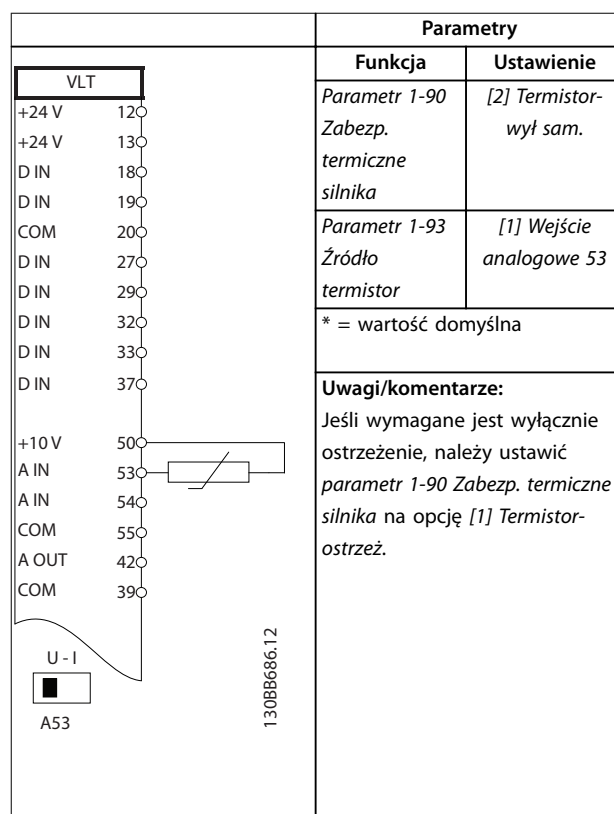 VLT
+24 V 12
+24 V 13
D IN 18
D IN 19
COM 20
D IN 27
D IN 29
D IN 32
D IN 33
D IN 37
+10 V 50
A IN 53
A IN 54
COM 55
A OUT 42
COM 39
U - I
A53
130BB686.12
Parametry
Funkcja Ustawienie
Parametr 1-90 [2] Termistor-
Zabezp. wył sam.
termiczne
silnika
Parametr 1-93 [1] Wejście
Źródło analogowe 53
termistor
* = wartość domyślna
Uwagi/komentarze:
Jeśli wymagane jest wyłącznie
ostrzeżenie, należy ustawić
parametr 1-90 Zabezp. termiczne
silnika na opcję [1] Termistor-
ostrzeż.